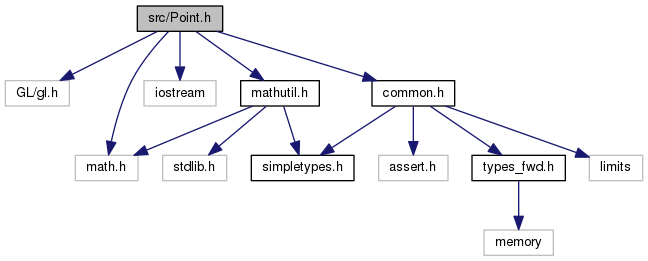 src/Point.h
GL/gl.h
iostream
mathutil.h
common.h
math.h
stdlib.h
simpletypes.h
assert.h
types_fwd.h
limits
memory